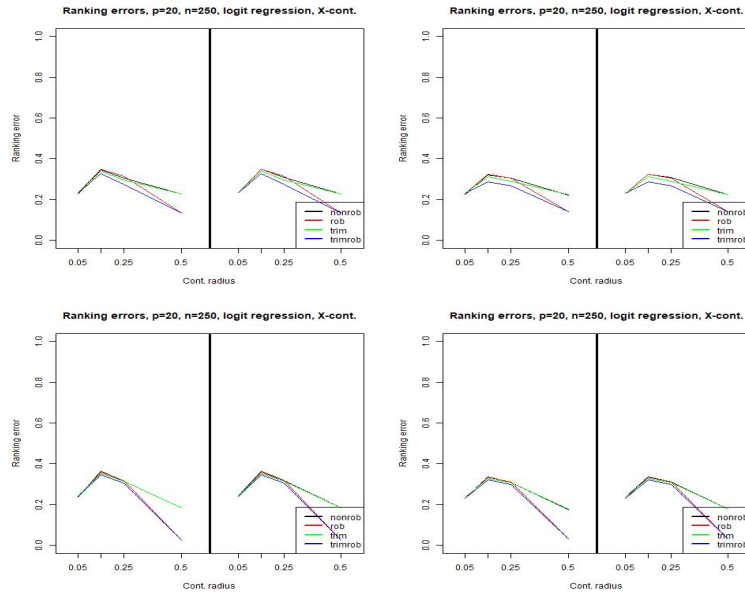 Ranking errors, p=20, n=250, logit regression, X-cont.
Ranking error
0.0 0.2 0.4 0.6 0.8 1.0
0.05 0.25 0.5 0.05 0.25 0.5
Cont. radius
nonrob
rob
trim
trimrob
Ranking errors, p=20, n=250, logit regression, X-cont.
Ranking error
0.0 0.2 0.4 0.6 0.8 1.0
0.05 0.25 0.5 0.05 0.25 0.5
Cont. radius
nonrob
rob
trim
trimrob
Ranking errors, p=20, n=250, logit regression, X-cont.
Ranking error
0.0 0.2 0.4 0.6 0.8 1.0
0.05 0.25 0.5 0.05 0.25 0.5
Cont. radius
nonrob
rob
trim
trimrob
Ranking errors, p=20, n=250, logit regression, X-cont.
Ranking error
0.0 0.2 0.4 0.6 0.8 1.0
0.05 0.25 0.5 0.05 0.25 0.5
Cont. radius
nonrob
rob
trim
trimrob